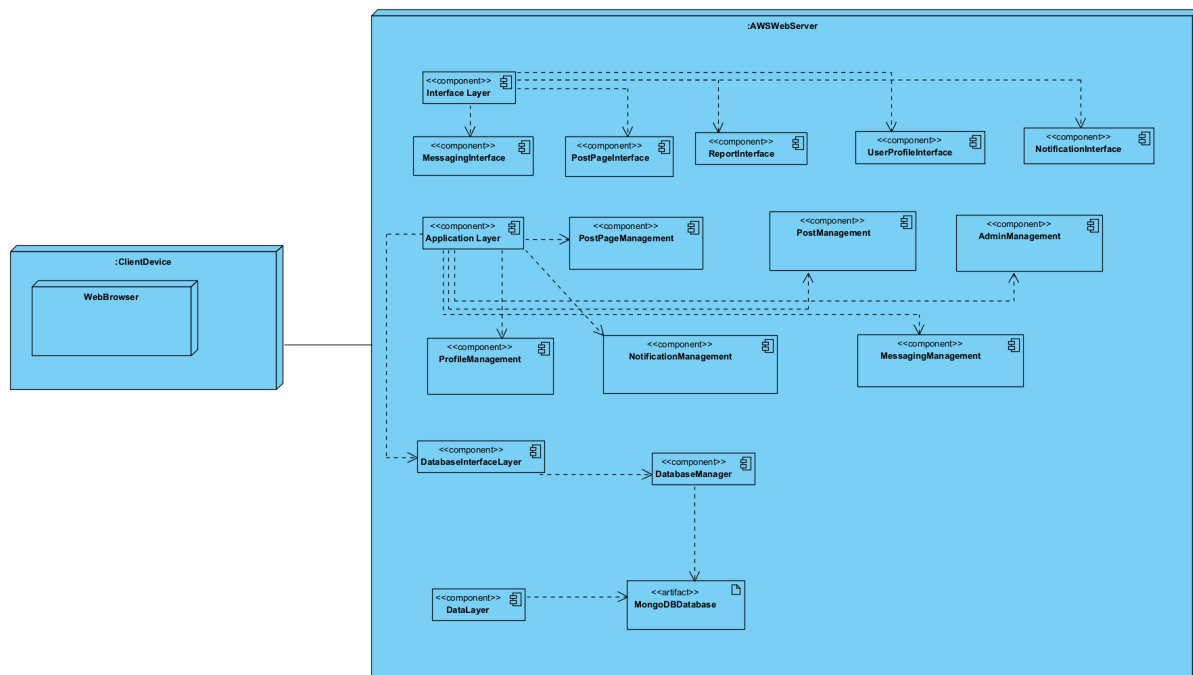 :AWSWebServer
<<component>>
Interface Layer
<<component>>
MessagingInterface
<<component>>
PostPageInterface
<<component>>
ReportInterface
<<component>>
UserProfileInterface
<<component>>
NotificationInterface
<<component>>
Application Layer
<<component>>
PostPageManagement
<<component>>
PostManagement
<<component>>
AdminManagement
:ClientDevice
WebBrowser
<<component>>
ProfileManagement
<<component>>
NotificationManagement
<<component>>
MessagingManagement
<<component>>
DatabaseInterfaceLayer
<<component>>
DatabaseManager
<<component>>
DataLayer
<<artifact>>
MongoDBDatabase